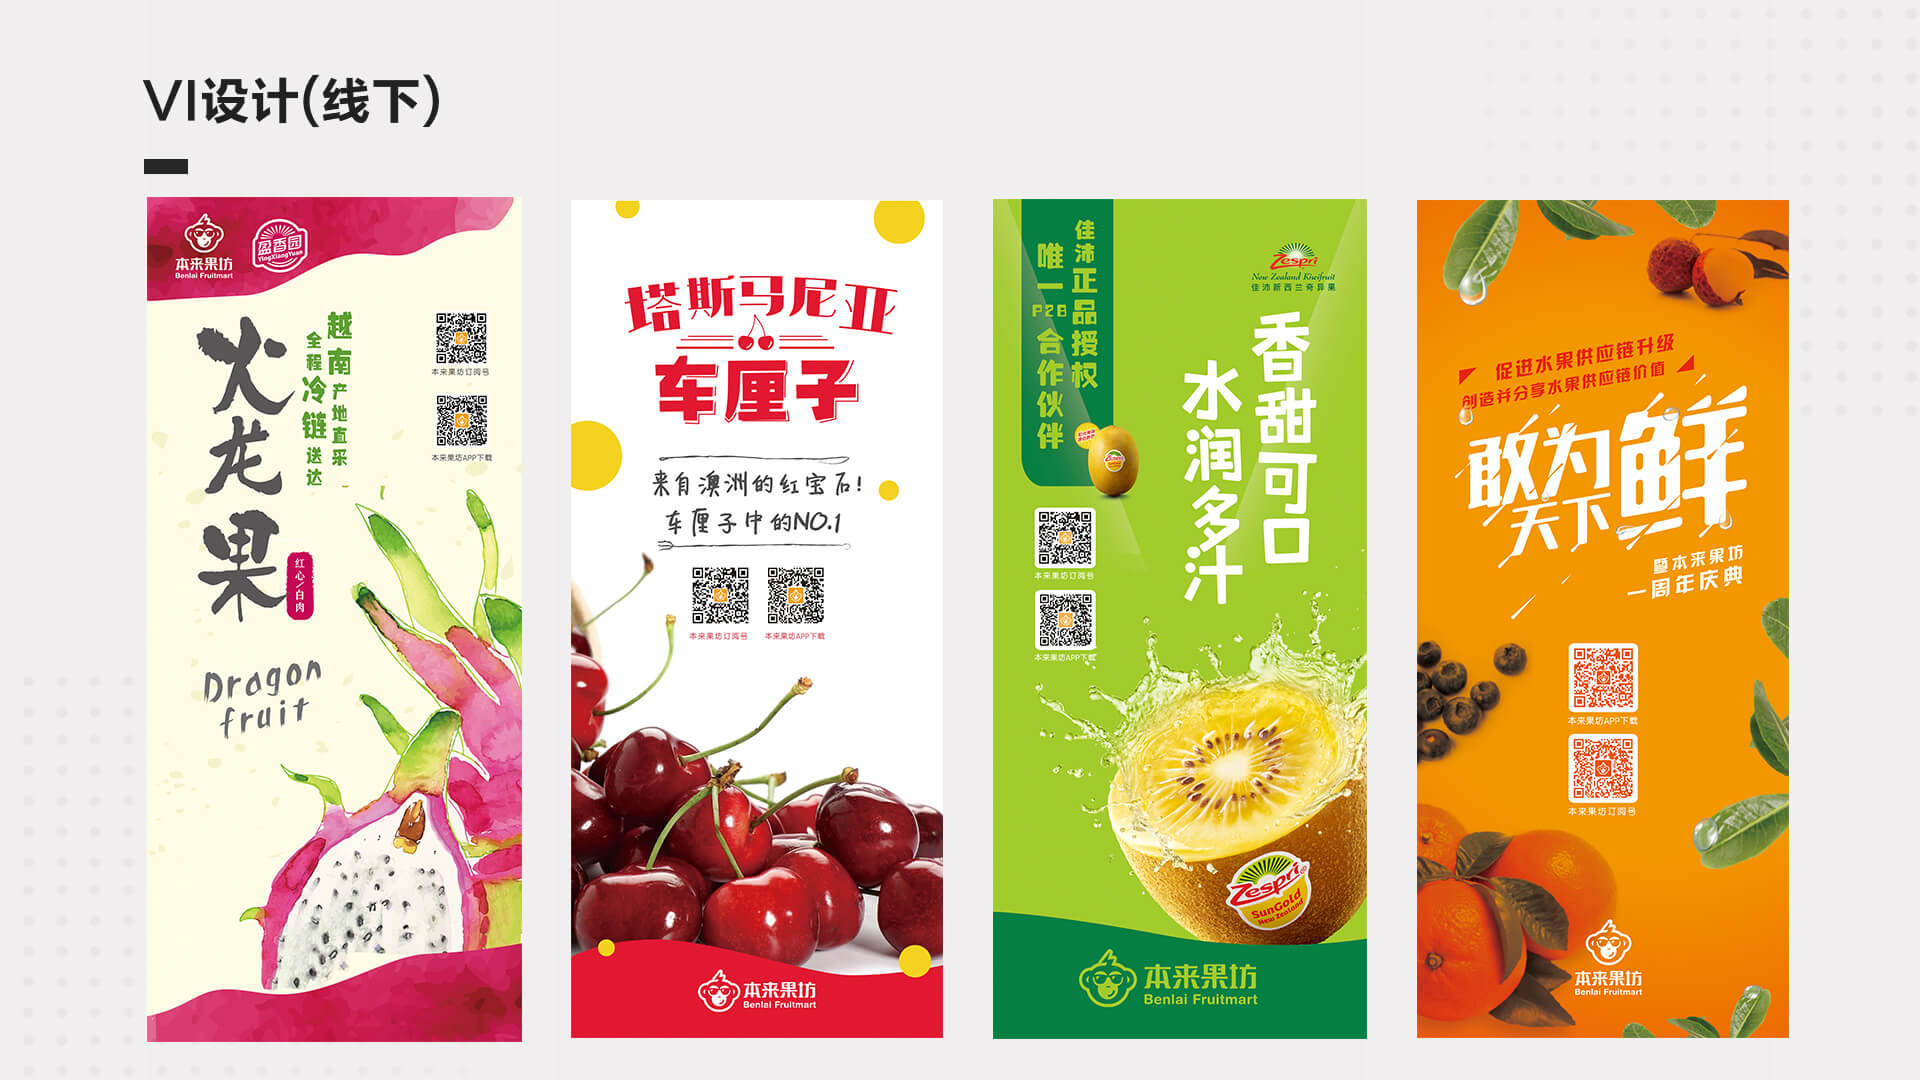 VI设计(线下)
本来果坊
Benlai Fruitmart
盈香园
YingXiangYuan
火龙果
越南产地直采
全程冷链送达
红心/白肉
Dragon
fruit
本来果坊订阅号
本来果坊APP下载
塔斯马尼亚
车厘子
来自澳洲的红宝石!
车厘子中的NO.1
本来果坊订阅号
本来果坊APP下载
本来果坊
Benlai Fruitmart
佳沛正品授权
唯一P2B合作伙伴
Zespri
New Zealand Kiwifruit
佳沛新西兰奇异果
香甜可口
水润多汁
本来果坊订阅号
本来果坊APP下载
Zespri
SunGold
New Zealand
本来果坊
Benlai Fruitmart
促进水果供应链升级
创造并分享水果供应链价值
敢为
天下
鲜
暨本来果坊
一周年庆典
本来果坊APP下载
本来果坊订阅号
本来果坊
Benlai Fruitmart